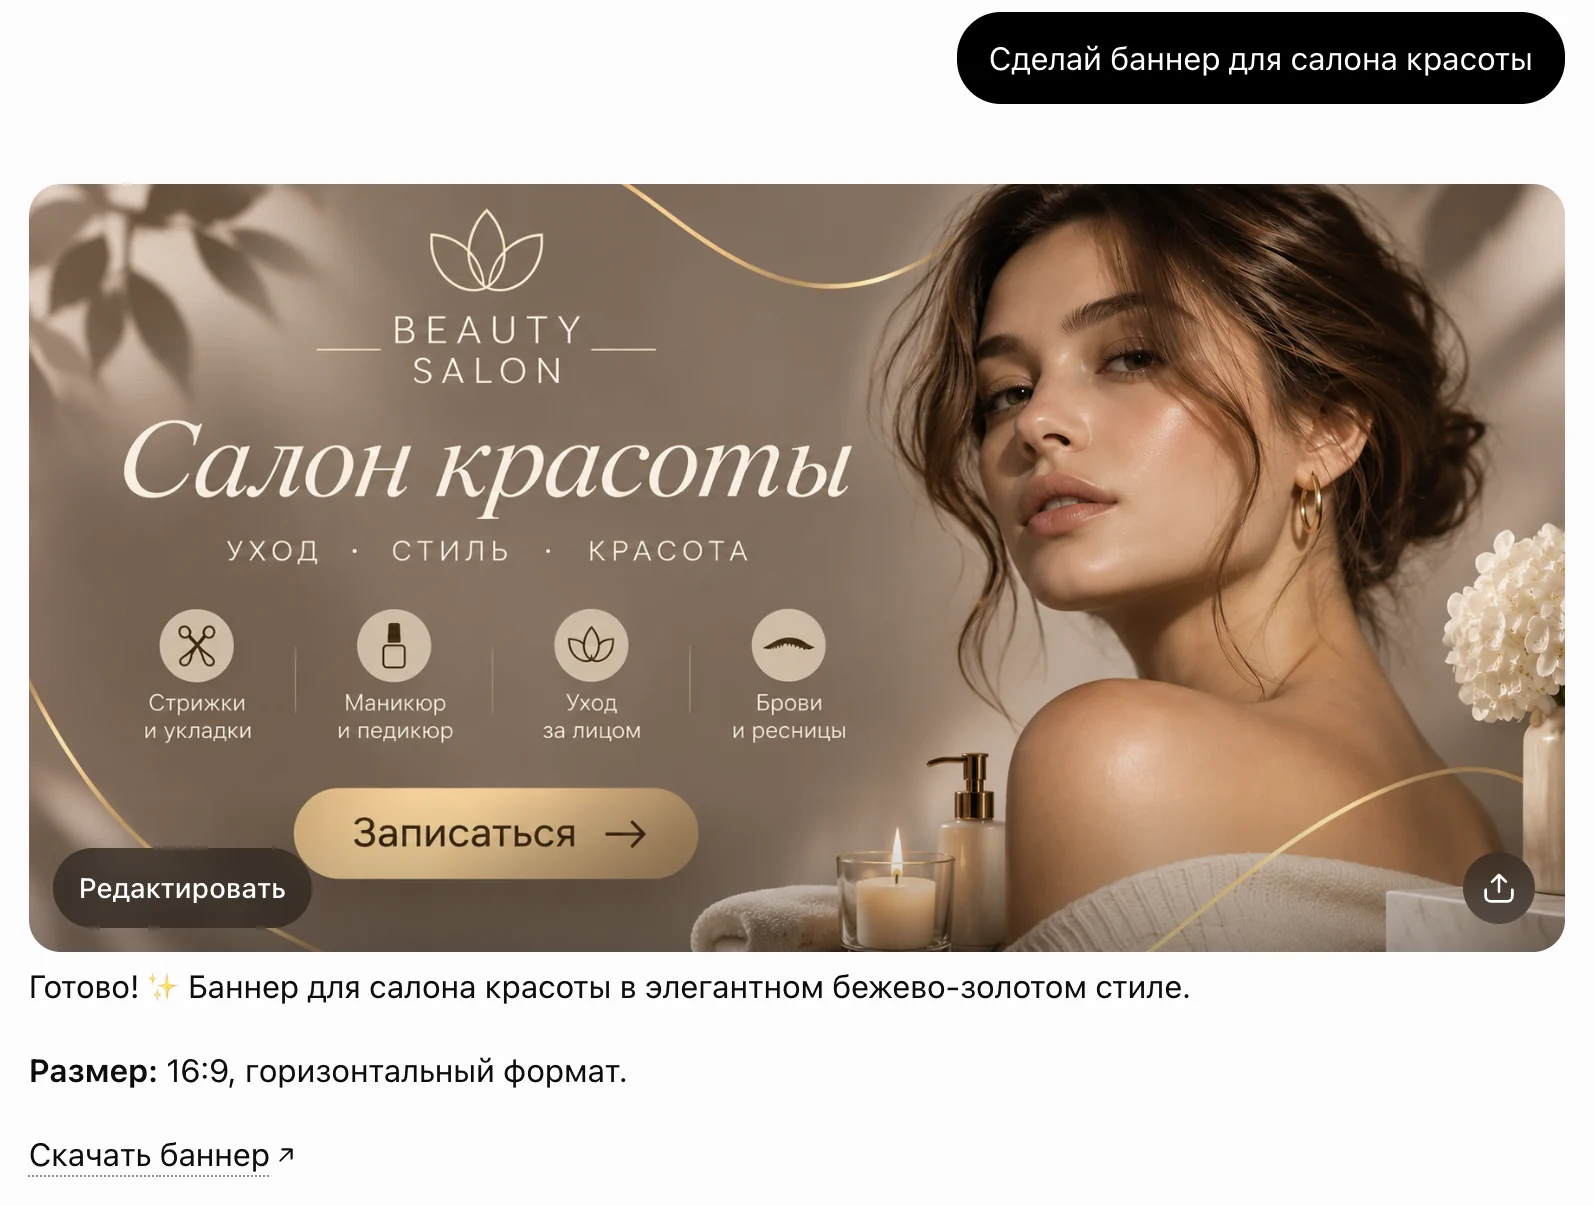 Сделай баннер для салона красоты
BEAUTY
SALON
Салон красоты
УХОД · СТИЛЬ · КРАСОТА
Стрижки
и укладки
Маникюр
и педикюр
Уход
за лицом
Брови
и ресницы
Записаться →
Редактировать
Готово! ✨ Баннер для салона красоты в элегантном бежево-золотом стиле.
Размер: 16:9, горизонтальный формат.
Скачать баннер ↗